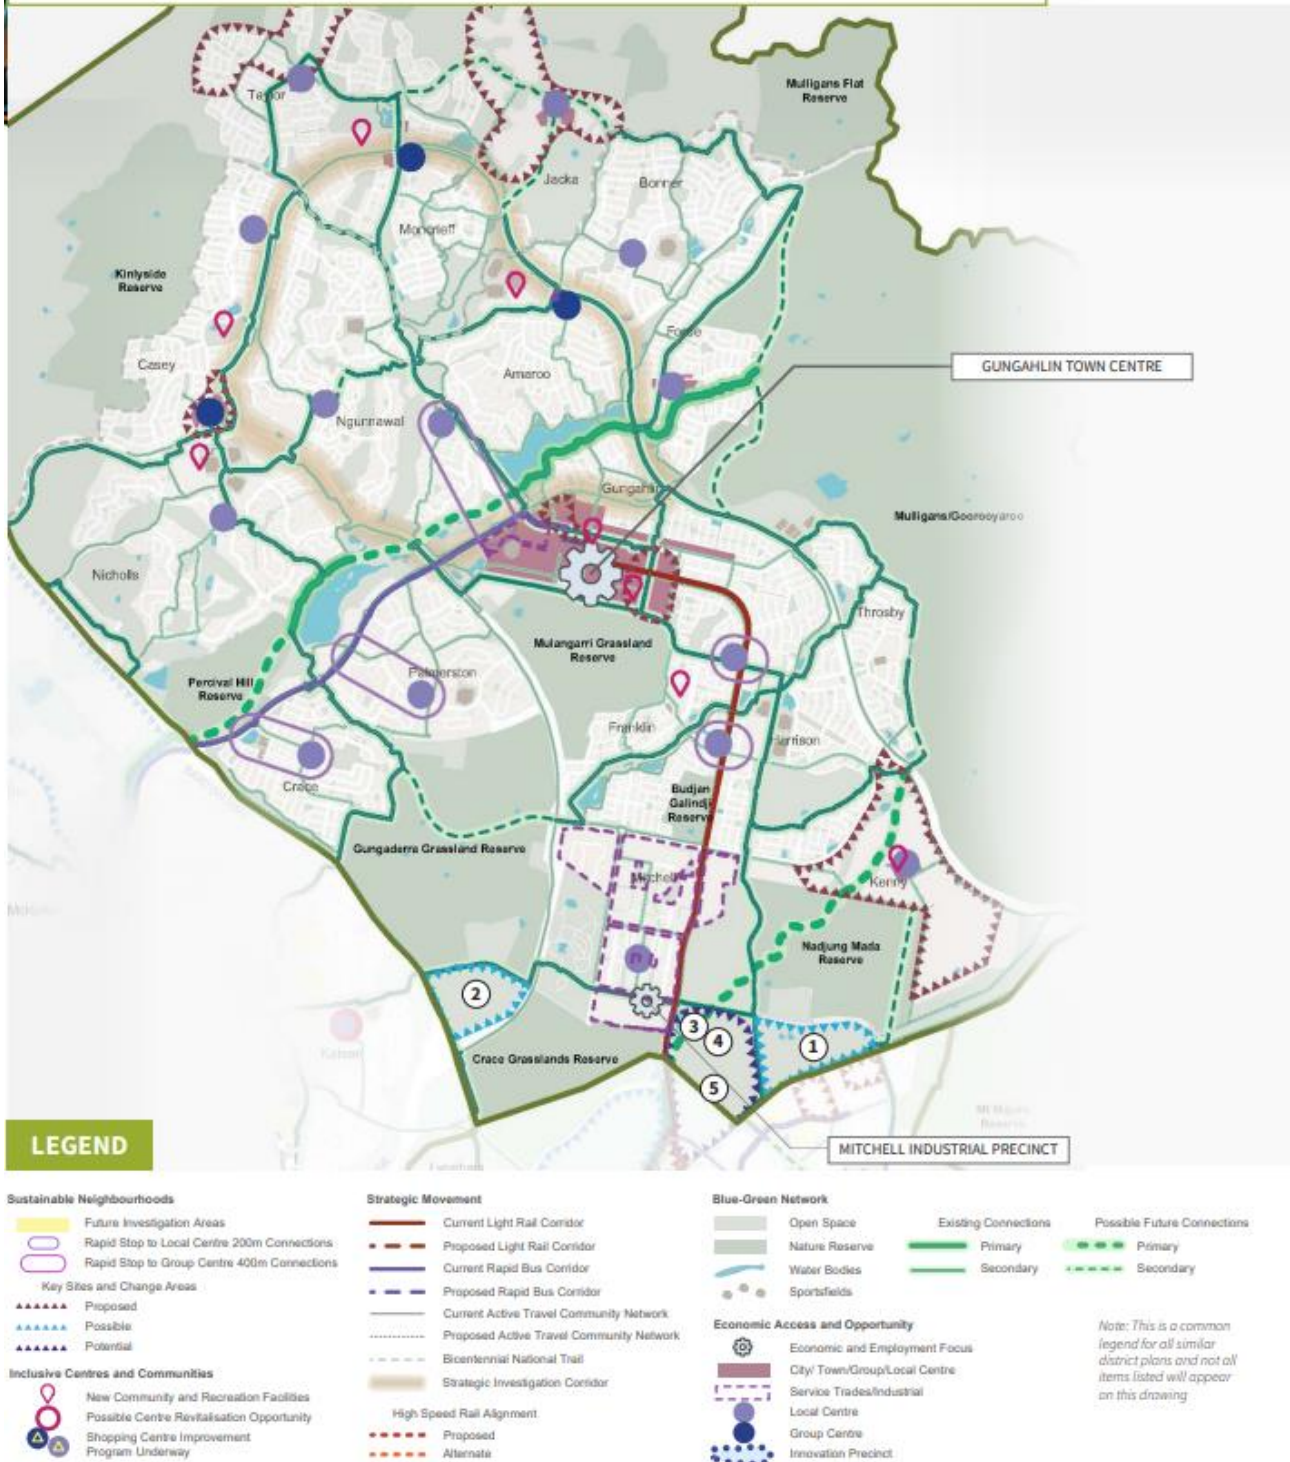 Mulligans Flat
Reserve
Taylor
Jacka
Bonner
Moncrieff
Kinlyside
Reserve
Forde
Casey
GUNGAHLIN TOWN CENTRE
Amaroo
Ngunnawal
Gungahlin
Mulligans/Goorooyaroo
Nicholls
Throsby
Mulangarri Grassland
Reserve
Percival Hill
Reserve
Palmerston
Franklin
Harrison
Crace
Budjan
Galindji
Reserve
Gungaderra Grassland Reserve
Mitchell
Kenny
Nadjung Mada
Reserve
2
3
4
1
5
Kaleen
Crace Grasslands Reserve
MITCHELL INDUSTRIAL PRECINCT
LEGEND
Sustainable Neighbourhoods
Future Investigation Areas
Rapid Stop to Local Centre 200m Connections
Rapid Stop to Group Centre 400m Connections
Key Sites and Change Areas
Proposed
Possible
Potential
Inclusive Centres and Communities
New Community and Recreation Facilities
Possible Centre Revitalisation Opportunity
Shopping Centre Improvement
Program Underway
Strategic Movement
Current Light Rail Corridor
Proposed Light Rail Corridor
Current Rapid Bus Corridor
Proposed Rapid Bus Corridor
Current Active Travel Community Network
Proposed Active Travel Community Network
Bicentennial National Trail
Strategic Investigation Corridor
High Speed Rail Alignment
Proposed
Alternate
Blue-Green Network
Open Space
Nature Reserve
Water Bodies
Sportsfields
Existing Connections
Primary
Secondary
Possible Future Connections
Primary
Secondary
Economic Access and Opportunity
Economic and Employment Focus
City/ Town/Group/Local Centre
Service Trades/Industrial
Local Centre
Group Centre
Innovation Precinct
Note: This is a common
legend for all similar
district plans and not all
items listed will appear
on this drawing